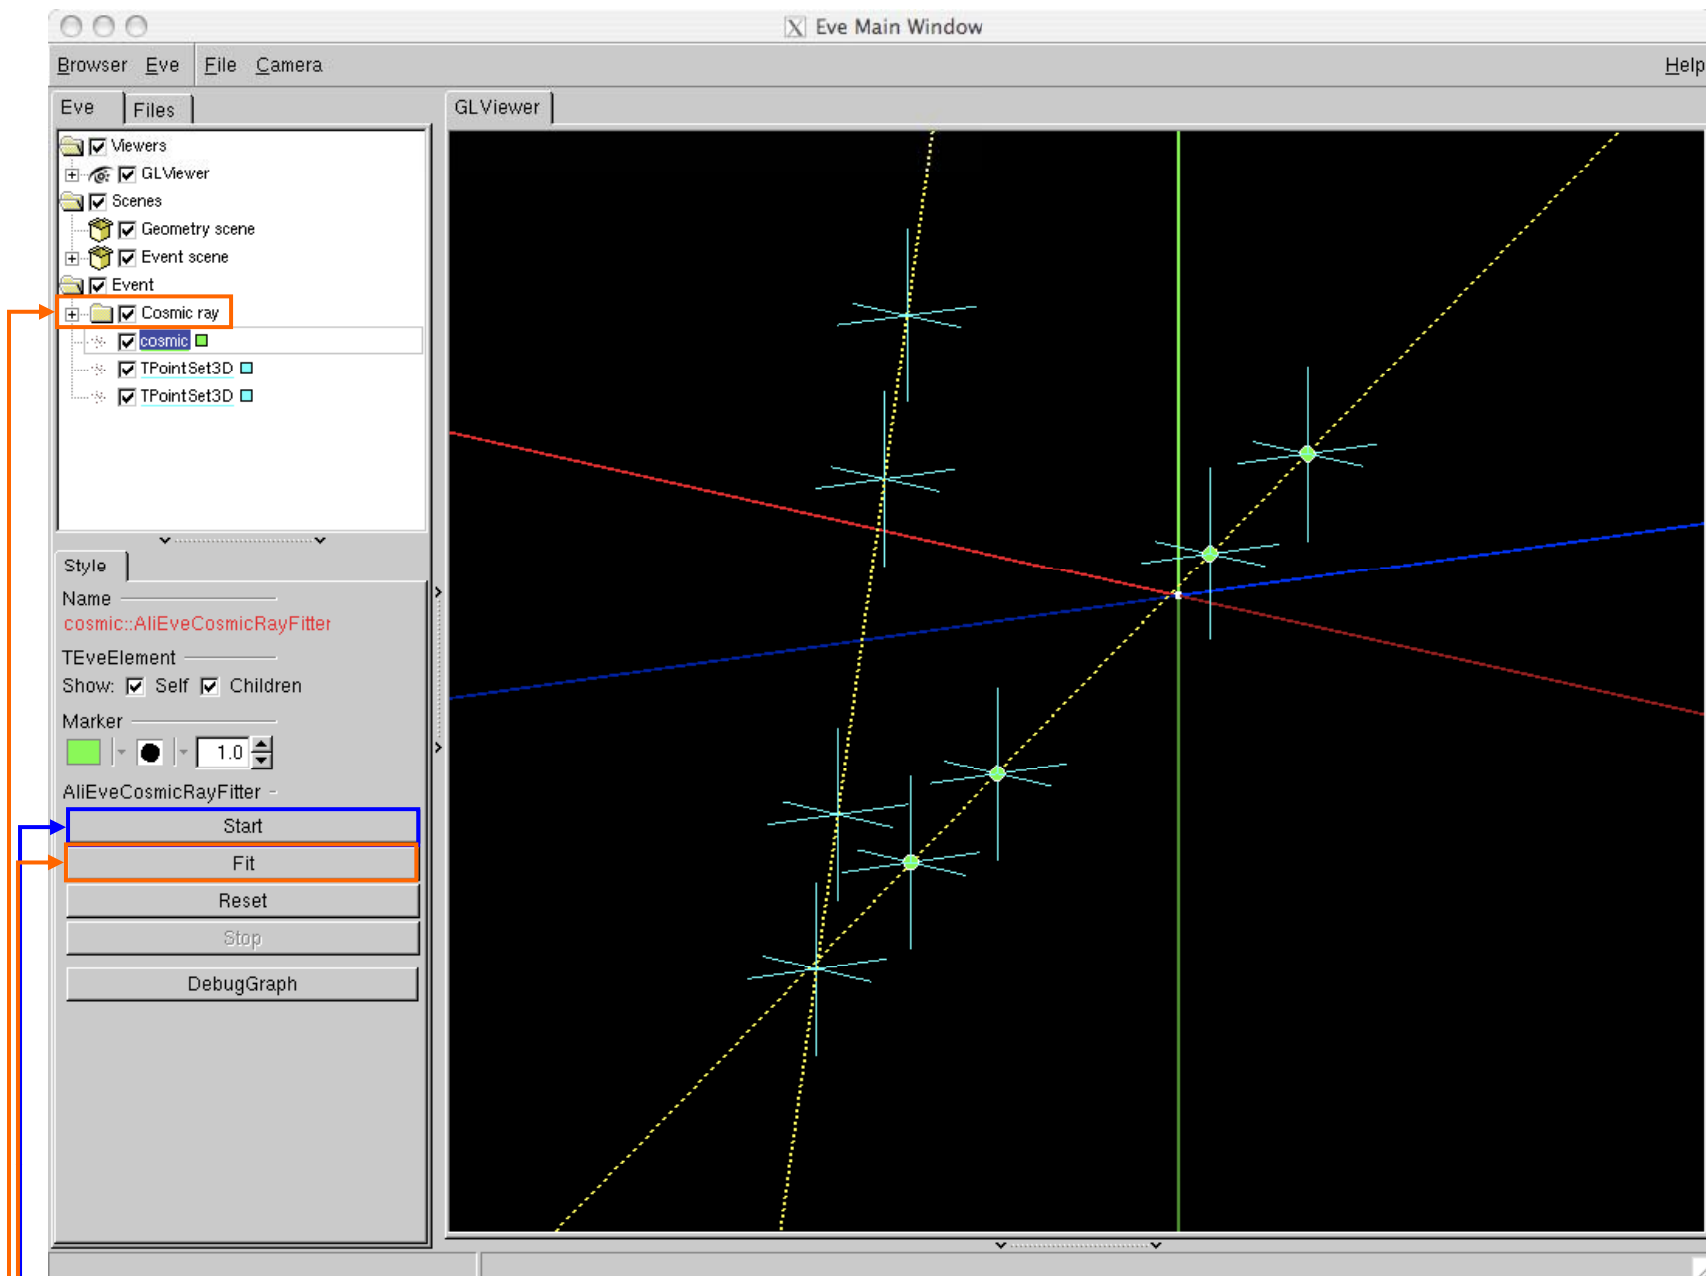 Eve Main Window
Browser Eve File Camera Help
Eve Files GLViewer
Viewers
GLViewer
Scenes
Geometry scene
Event scene
Event
Cosmic ray
cosmic
TPointSet3D
TPointSet3D
Style
Name
cosmic::AliEveCosmicRayFitter
TEveElement
Show: Self Children
Marker
1.0
AliEveCosmicRayFitter
Start
Fit
Reset
Stop
DebugGraph